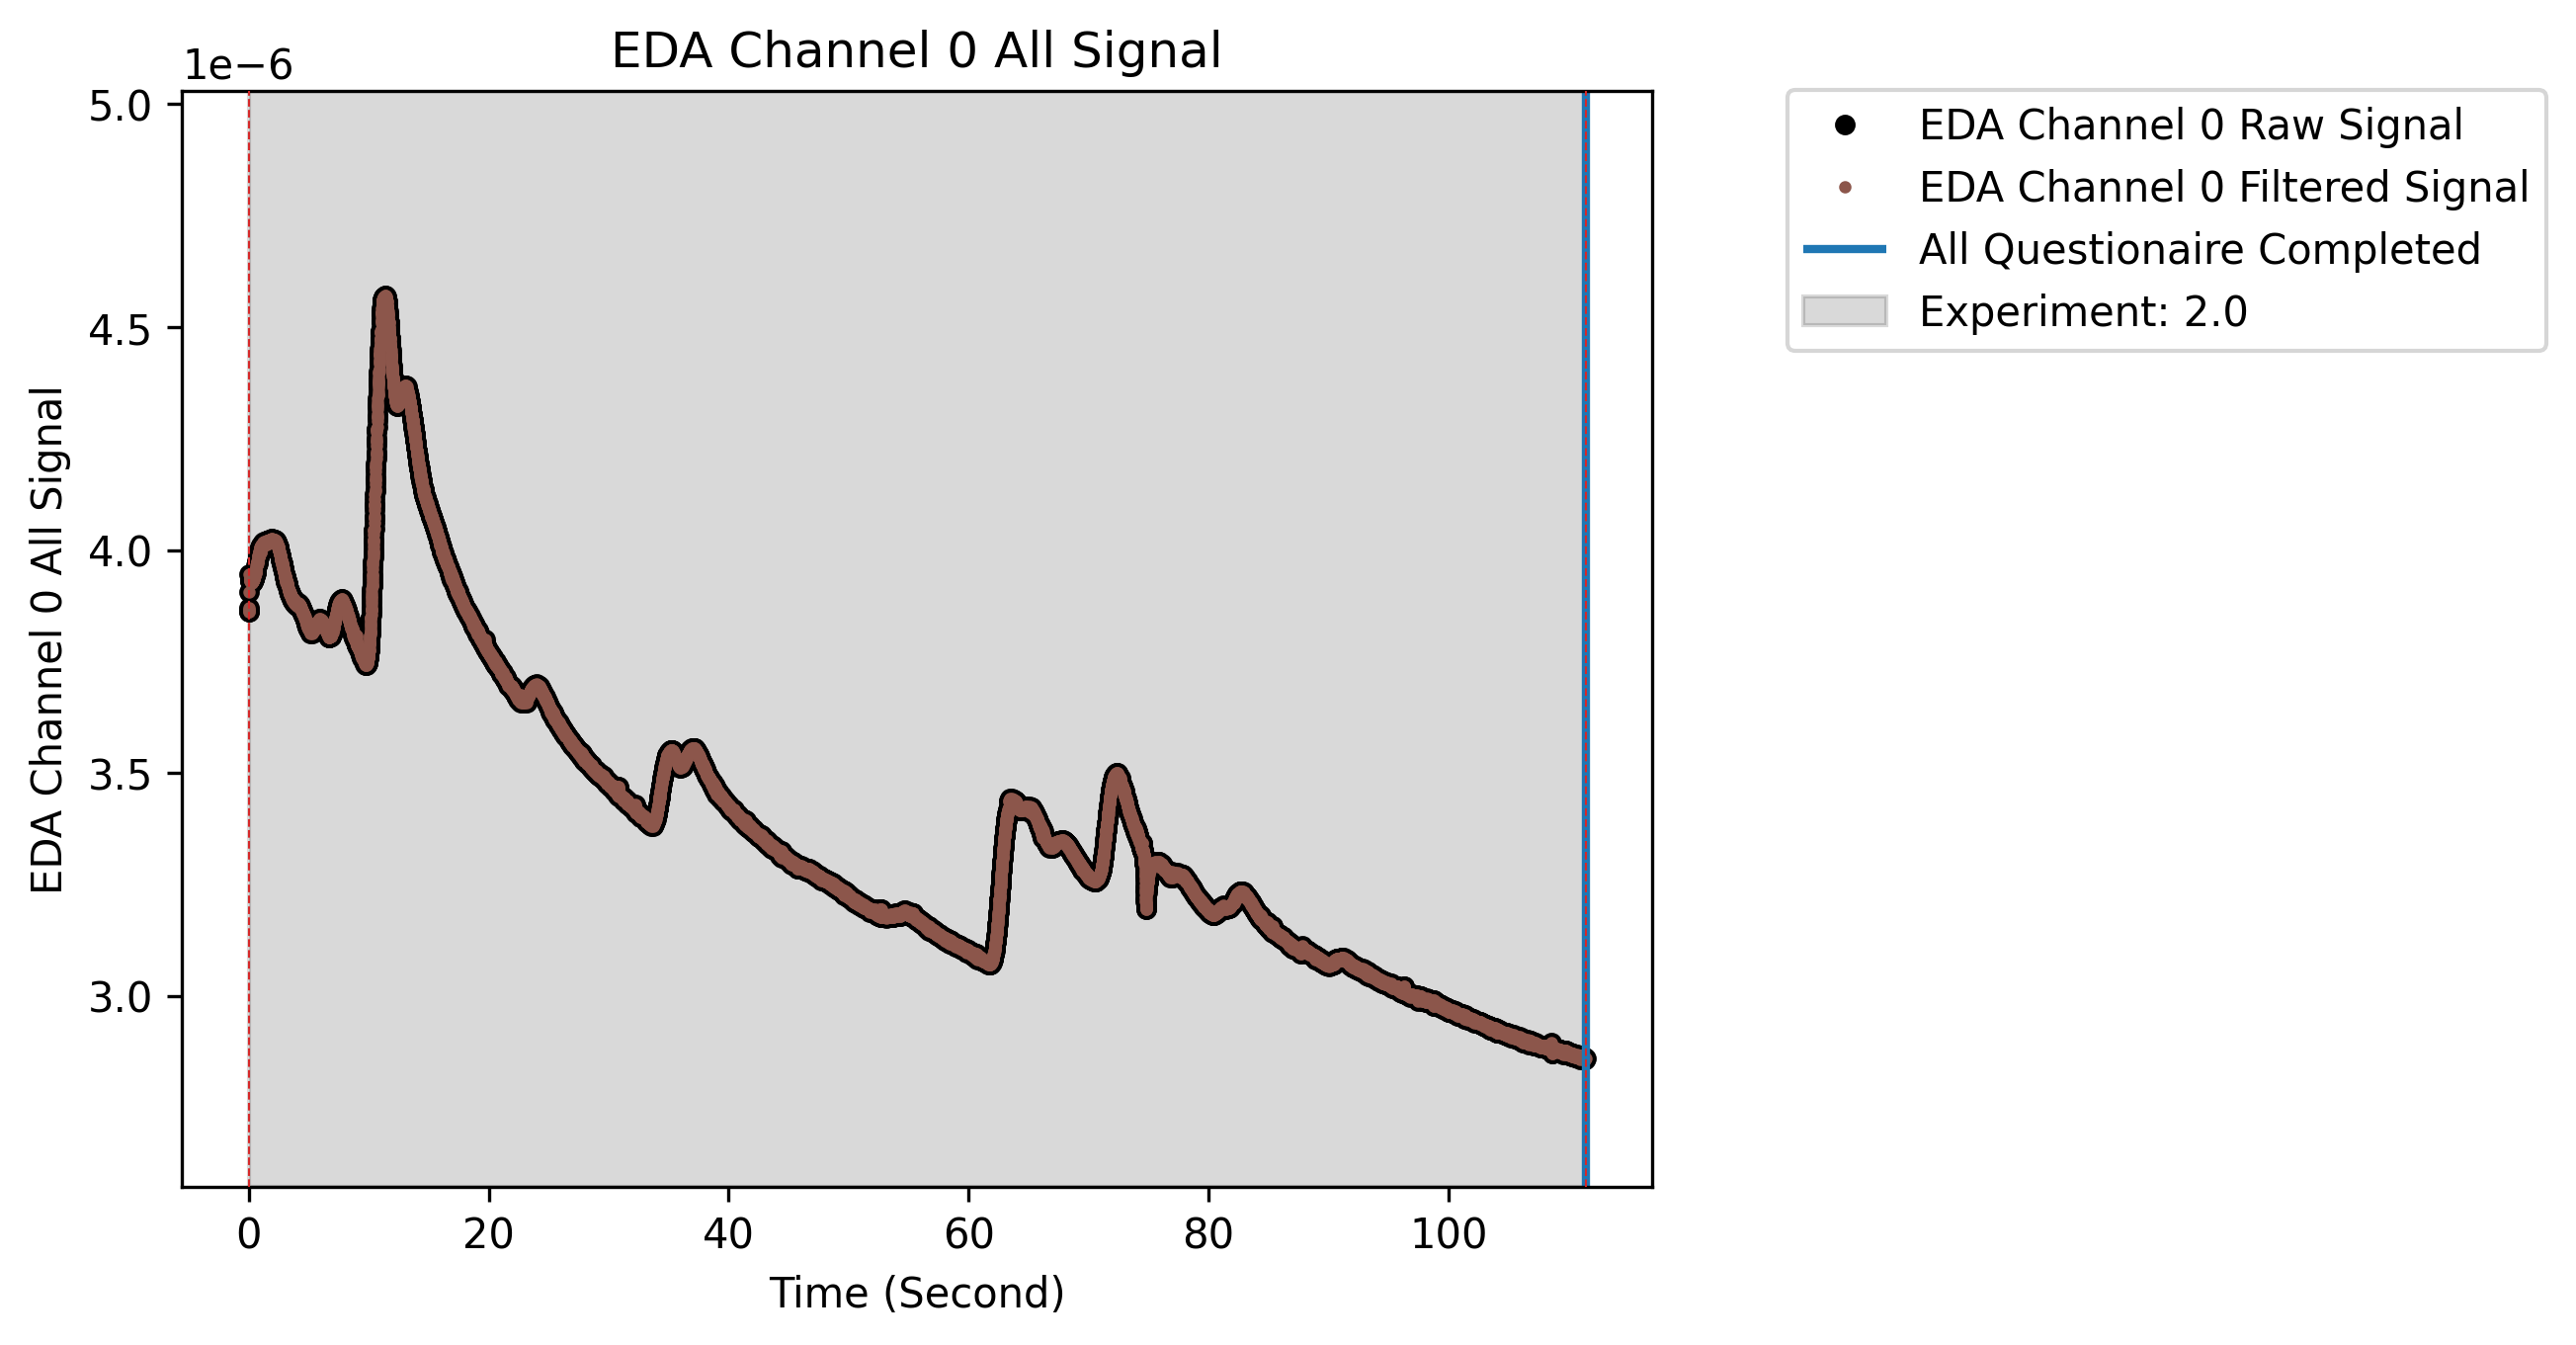 EDA Channel 0 All Signal
1e−6
5.0
4.5
4.0
3.5
3.0
EDA Channel 0 All Signal
0 20 40 60 80 100
Time (Second)
EDA Channel 0 Raw Signal
EDA Channel 0 Filtered Signal
All Questionaire Completed
Experiment: 2.0